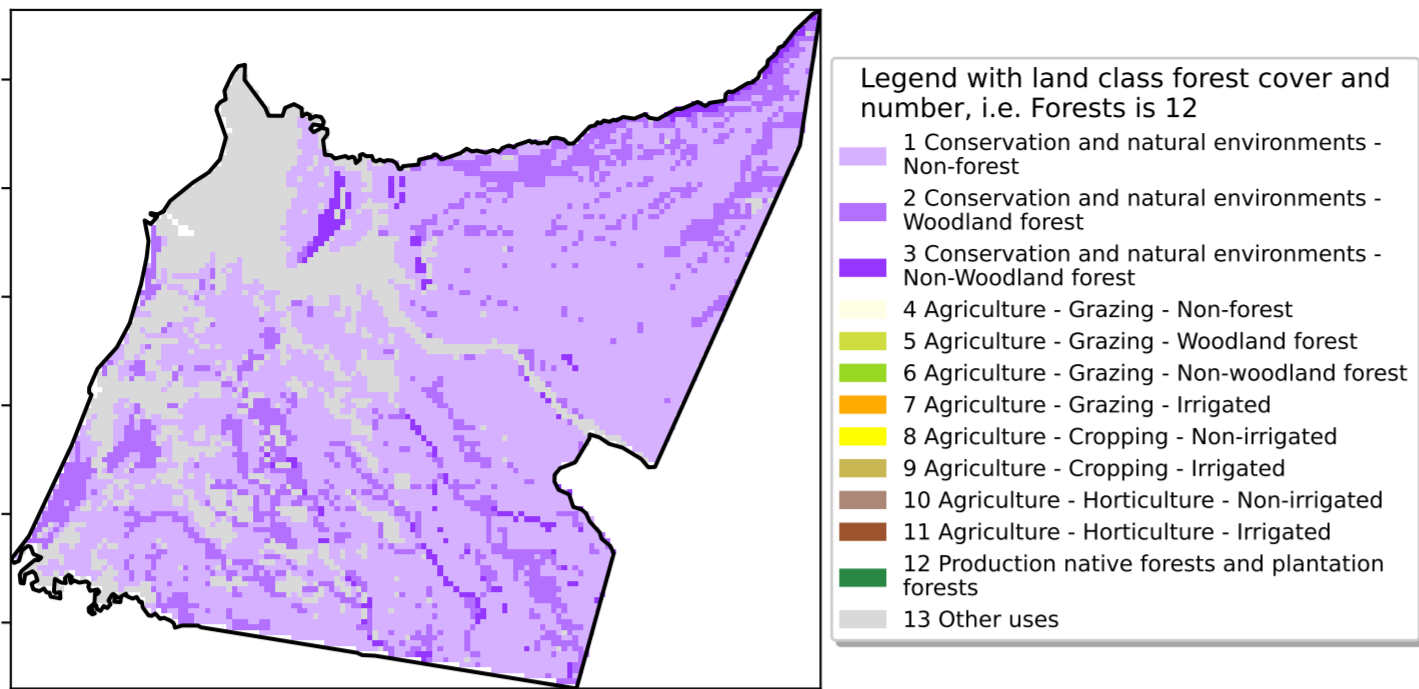 Legend with land class forest cover and
number, i.e. Forests is 12
1 Conservation and natural environments -
Non-forest
2 Conservation and natural environments -
Woodland forest
3 Conservation and natural environments -
Non-Woodland forest
4 Agriculture - Grazing - Non-forest
5 Agriculture - Grazing - Woodland forest
6 Agriculture - Grazing - Non-woodland forest
7 Agriculture - Grazing - Irrigated
8 Agriculture - Cropping - Non-irrigated
9 Agriculture - Cropping - Irrigated
10 Agriculture - Horticulture - Non-irrigated
11 Agriculture - Horticulture - Irrigated
12 Production native forests and plantation
forests
13 Other uses